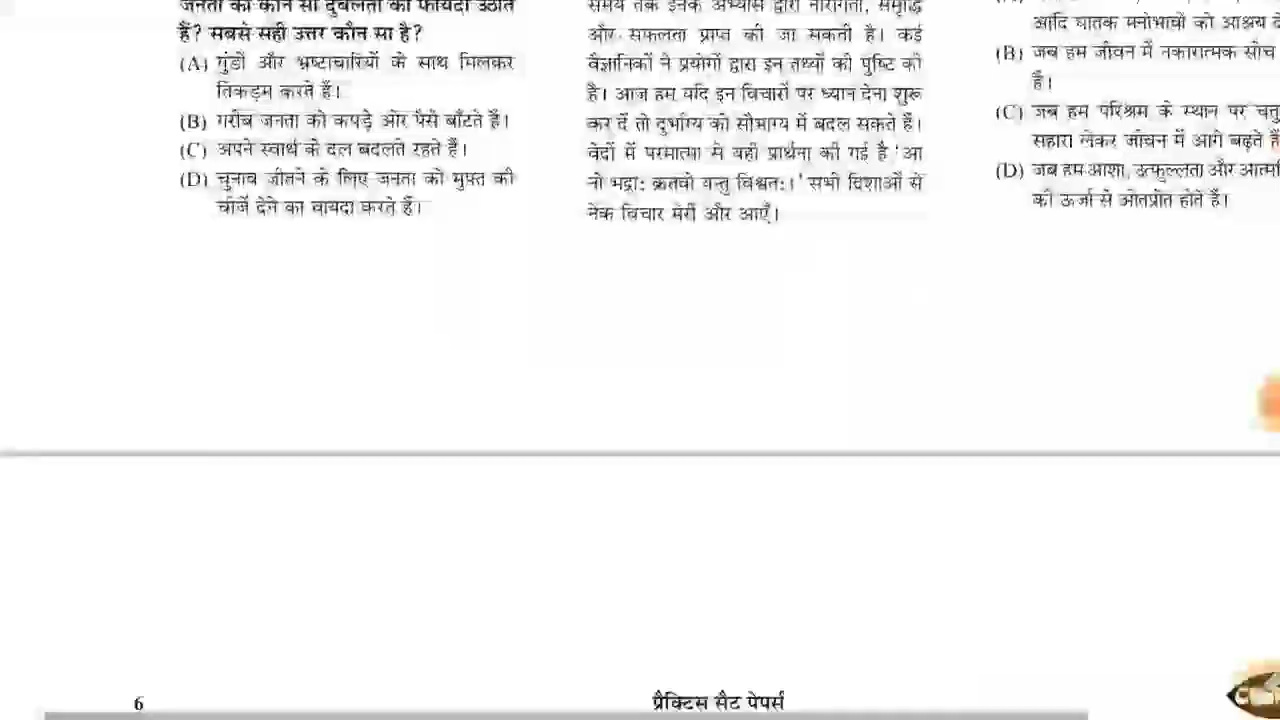 जनता की कौन सी दुर्बलता का फायदा उठाते
हैं? सबसे सही उत्तर कौन सा है?
(A) गुंडों और भ्रष्टाचारियों के साथ मिलकर
तिकड़म करते हैं।
(B) गरीब जनता को कपड़े और पैसे बाँटते हैं।
(C) अपने स्वार्थ के दल बदलते रहते हैं।
(D) चुनाव जीतने के लिए जनता को मुफ्त की
चीजें देने का वायदा करते हैं।
समय तक इनके अभ्यास द्वारा नीरोगता, समृद्धि
और सफलता प्राप्त की जा सकती है। कई
वैज्ञानिकों ने प्रयोगों द्वारा इन तथ्यों की पुष्टि की
है। आज हम यदि इन विचारों पर ध्यान देना शुरू
कर दें तो दुर्भाग्य को सौभाग्य में बदल सकते हैं।
वेदों में परमात्मा से यही प्रार्थना की गई है 'आ
नो भद्रा: क्रतवो यन्तु विश्वत:।' सभी दिशाओं से
नेक विचार मेरी ओर आएँ।
आदि घातक मनोभावों को आश्रय
(B) जब हम जीवन में नकारात्मक सोच
हैं।
(C) जब हम परिश्रम के स्थान पर
सहारा लेकर जीवन में आगे बढ़ते हैं
(D) जब हम आशा, उत्फुल्लता और
की ऊर्जा से ओतप्रोत होते हैं।
6
प्रैक्टिस सैट पेपर्स